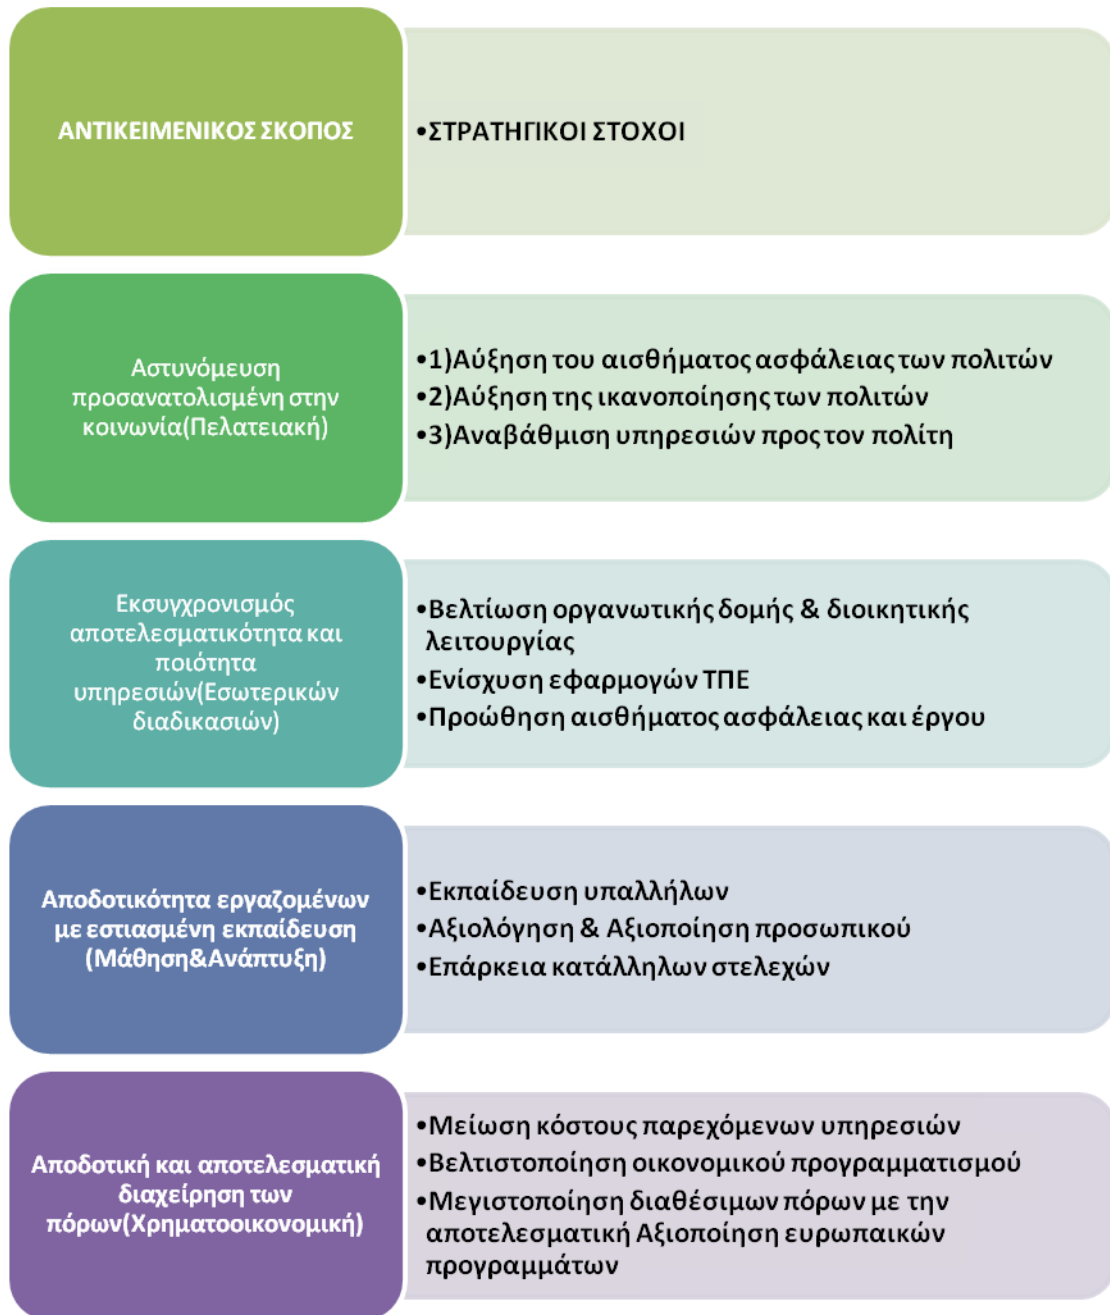 ΑΝΤΙΚΕΙΜΕΝΙΚΟΣ ΣΚΟΠΟΣ
•ΣΤΡΑΤΗΓΙΚΟΙ ΣΤΟΧΟΙ
Αστυνόμευση
προσανατολισμένη στην
κοινωνία(Πελατειακή)
•1)Αύξηση του αισθήματος ασφάλειας των πολιτών
•2)Αύξηση της ικανοποίησης των πολιτών
•3)Αναβάθμιση υπηρεσιών προς τον πολίτη
Εκσυγχρονισμός
αποτελεσματικότητα και
ποιότητα
υπηρεσιών(Εσωτερικών
διαδικασιών)
•Βελτίωση οργανωτικής δομής & διοικητικής
λειτουργίας
•Ενίσχυση εφαρμογών ΤΠΕ
•Προώθηση αισθήματος ασφάλειας και έργου
Αποδοτικότητα εργαζομένων
με εστιασμένη εκπαίδευση
(Μάθηση&Ανάπτυξη)
•Εκπαίδευση υπαλλήλων
•Αξιολόγηση & Αξιοποίηση προσωπικού
•Επάρκεια κατάλληλων στελεχών
Αποδοτική και αποτελεσματική
διαχείρηση των
πόρων(Χρηματοοικονομική)
•Μείωση κόστους παρεχόμενων υπηρεσιών
•Βελτιστοποίηση οικονομικού προγραμματισμού
•Μεγιστοποίηση διαθέσιμων πόρων με την
αποτελεσματική Αξιοποίηση ευρωπαικών
προγραμμάτων